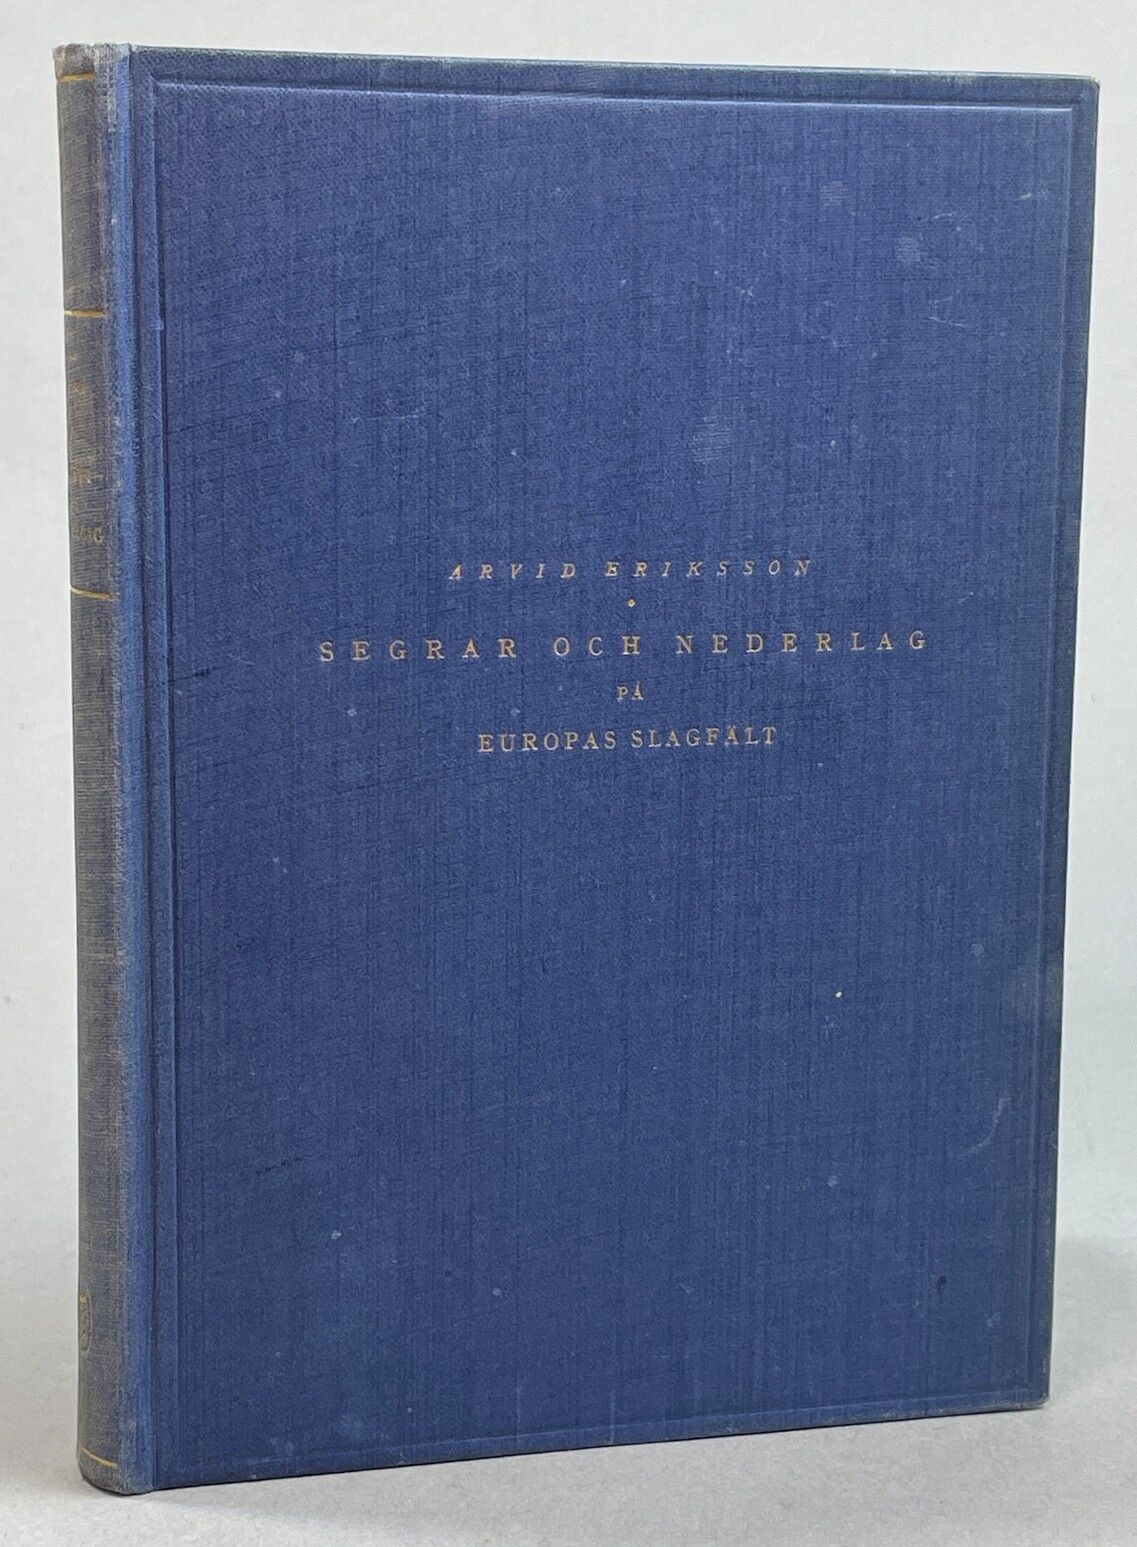 ARVID ERIKSSON
SEGRAR OCH NEDERLAG
PÅ
EUROPAS SLAGFÄLT